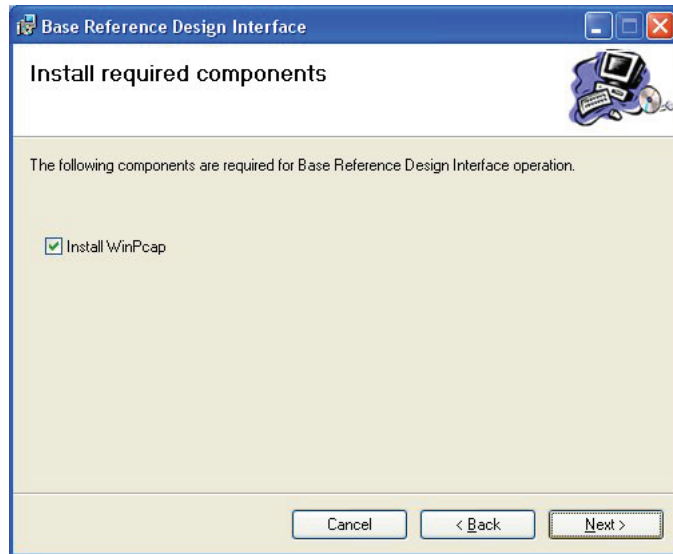 Base Reference Design Interface
Install required components
The following components are required for Base Reference Design Interface operation.
Install WinPcap
Cancel
< Back
Next >